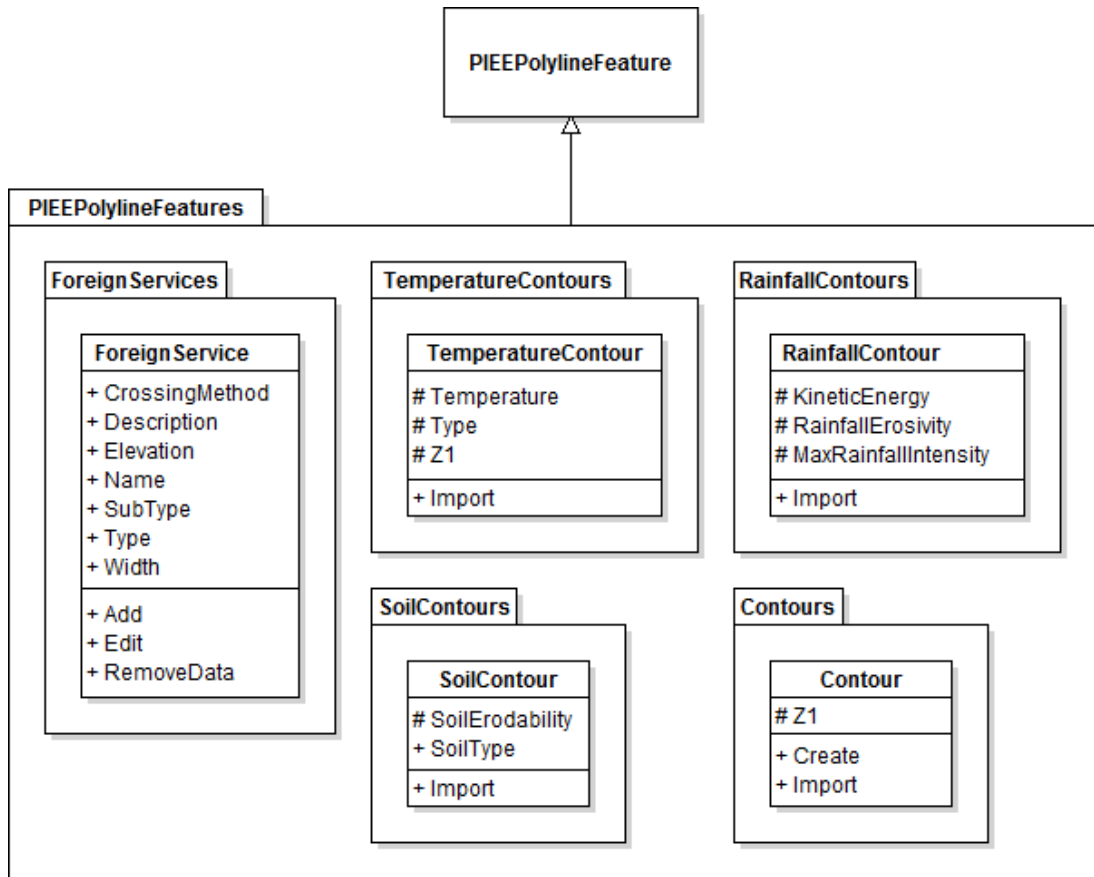 PIEEPolylineFeature
PIEEPolylineFeatures
ForeignServices
ForeignService
+ CrossingMethod
+ Description
+ Elevation
+ Name
+ SubType
+ Type
+ Width
+ Add
+ Edit
+ RemoveData
TemperatureContours
TemperatureContour
# Temperature
# Type
# Z1
+ Import
RainfallContours
RainfallContour
# KineticEnergy
# RainfallErosivity
# MaxRainfallIntensity
+ Import
SoilContours
SoilContour
# SoilErodability
+ SoilType
+ Import
Contours
Contour
# Z1
+ Create
+ Import